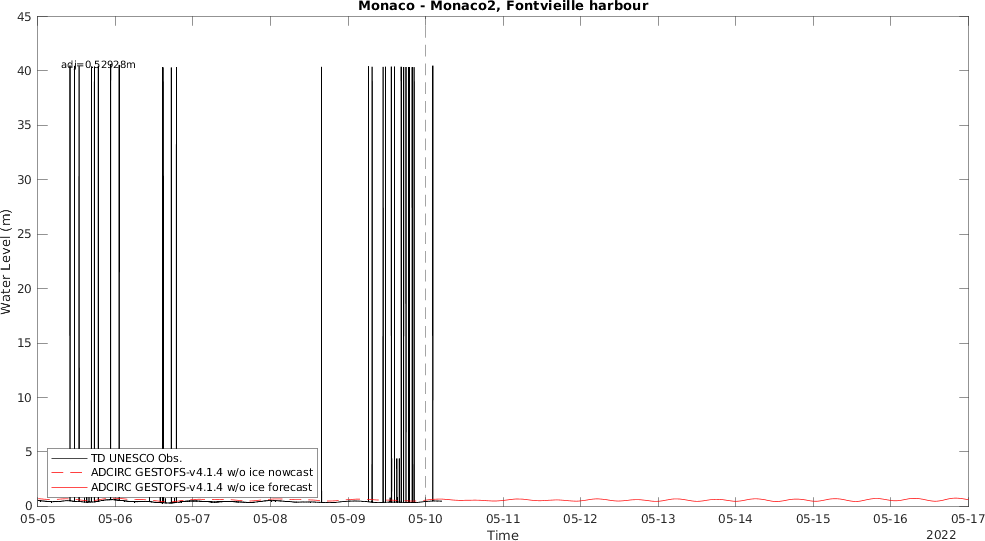 Monaco - Monaco2, Fontvieille harbour
45
40
35
30
25
20
15
10
5
0
Water Level (m)
adj=0.52928m
TD UNESCO Obs.
ADCIRC GESTOFS-v4.1.4 w/o ice nowcast
ADCIRC GESTOFS-v4.1.4 w/o ice forecast
05-05 05-06 05-07 05-08 05-09 05-10 05-11 05-12 05-13 05-14 05-15 05-16 05-17
Time
2022